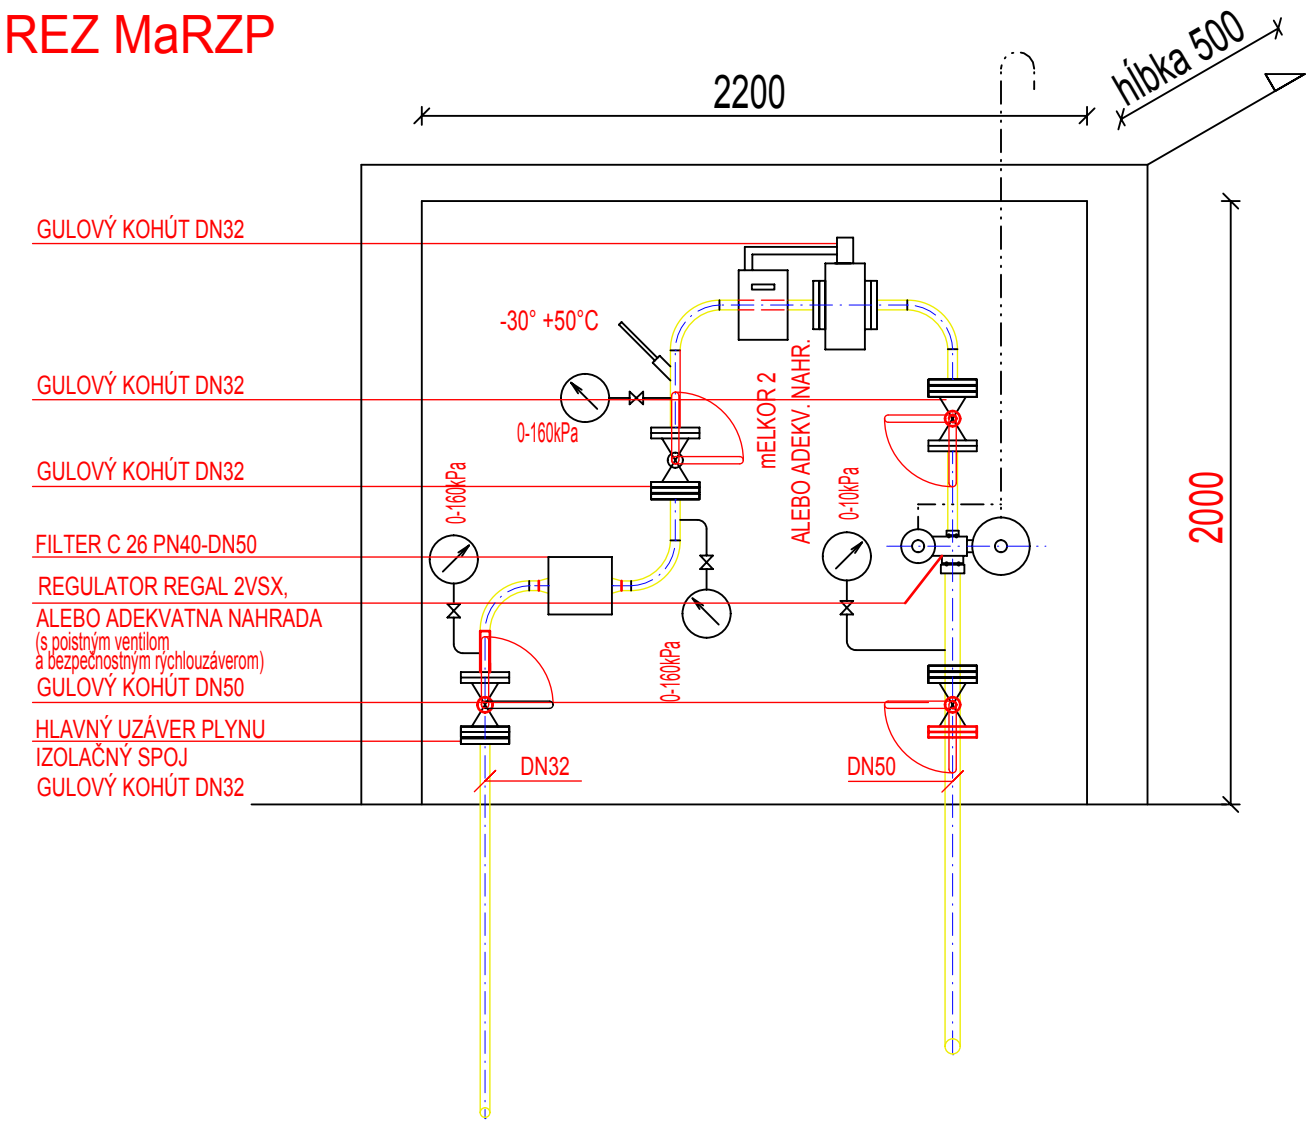 REZ MaRZP
2200
hĺbka 500
GULOVÝ KOHÚT DN32
-30° +50°C
GULOVÝ KOHÚT DN32
0-160kPa
mELKOR 2
ALEBO ADEKV. NAHR.
GULOVÝ KOHÚT DN32
0-160kPa
0-10kPa
2000
FILTER C 26 PN40-DN50
REGULATOR REGAL 2VSX,
ALEBO ADEKVATNA NAHRADA
(s poistným ventilom
a bezpečnostným rýchlouzáverom)
0-160kPa
GULOVÝ KOHÚT DN50
HLAVNÝ UZÁVER PLYNU
IZOLAČNÝ SPOJ
GULOVÝ KOHÚT DN32
DN32
DN50